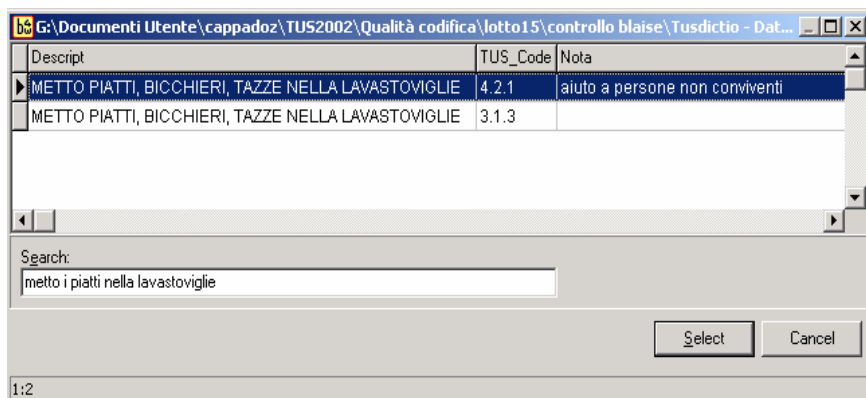 G:\Documenti Utente\cappadoz\TUS2002\Qualità codifica\lotto15\controllo blaise\Tusdictio - Dat...
Descript TUS_Code Nota
METTO PIATTI, BICCHIERI, TAZZE NELLA LAVASTOVIGLIE 4.2.1 aiuto a persone non conviventi
METTO PIATTI, BICCHIERI, TAZZE NELLA LAVASTOVIGLIE 3.1.3
Search:
metto i piatti nella lavastoviglie
Select Cancel
1:2